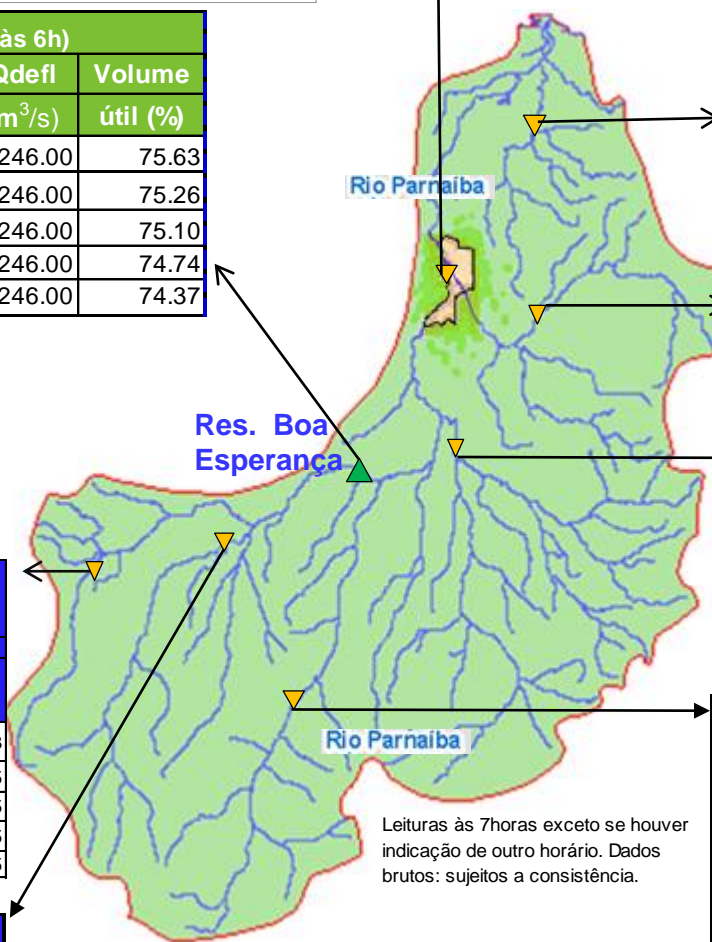 às 6h)
Qdefl Volume
m³/s) útil (%)
246.00 75.63
246.00 75.26
246.00 75.10
246.00 74.74
246.00 74.37
Rio Parnaíba
Res. Boa
Esperança
Rio Parnaíba
Leituras às 7horas exceto se houver
indicação de outro horário. Dados
brutos: sujeitos a consistência.